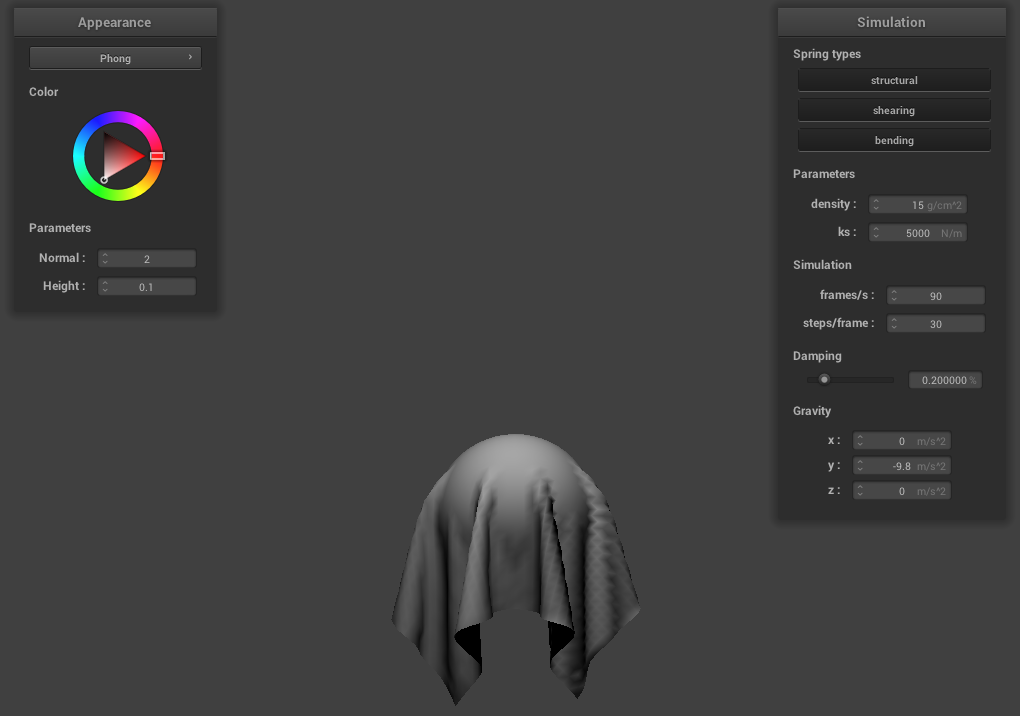 Appearance
Phong
Color
Parameters
Normal : 2
Height : 0.1
Simulation
Spring types
structural
shearing
bending
Parameters
density : 15 g/cm^2
ks : 5000 N/m
Simulation
frames/s : 90
steps/frame : 30
Damping
0.200000 %
Gravity
x : 0 m/s^2
y : -9.8 m/s^2
z : 0 m/s^2